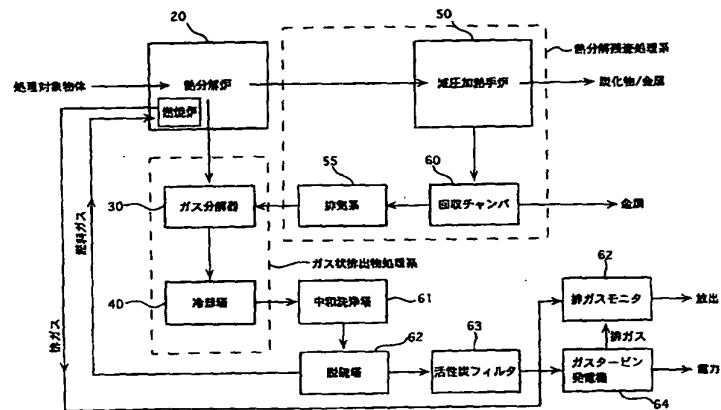 20
50
処理対象物体
熱分解炉
燃焼炉
減圧加熱手炉
熱分解残渣処理系
炭化物/金属
55
60
30
ガス分解器
排気系
回収チャンバ
金属
燃料ガス
ガス状排出物処理系
排ガス
40
冷却塔
中和洗浄塔
61
62
排ガスモニタ
放出
62
脱硫塔
63
活性炭フィルタ
排ガス
ガスタービン
発電機
電力
64